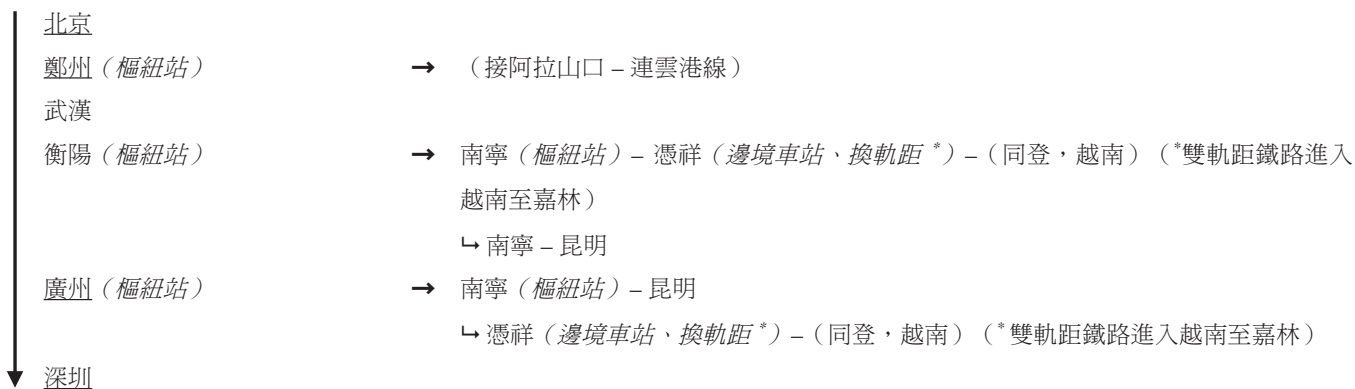 北京
鄭州（樞紐站） → （接阿拉山口 – 連雲港線）
武漢
衡陽（樞紐站） → 南寧（樞紐站）– 憑祥（邊境車站、換軌距*）–（同登，越南）（*雙軌距鐵路進入
越南至嘉林）
↳ 南寧 – 昆明
廣州（樞紐站） → 南寧（樞紐站）– 昆明
↳ 憑祥（邊境車站、換軌距*）–（同登，越南）（*雙軌距鐵路進入越南至嘉林）
深圳